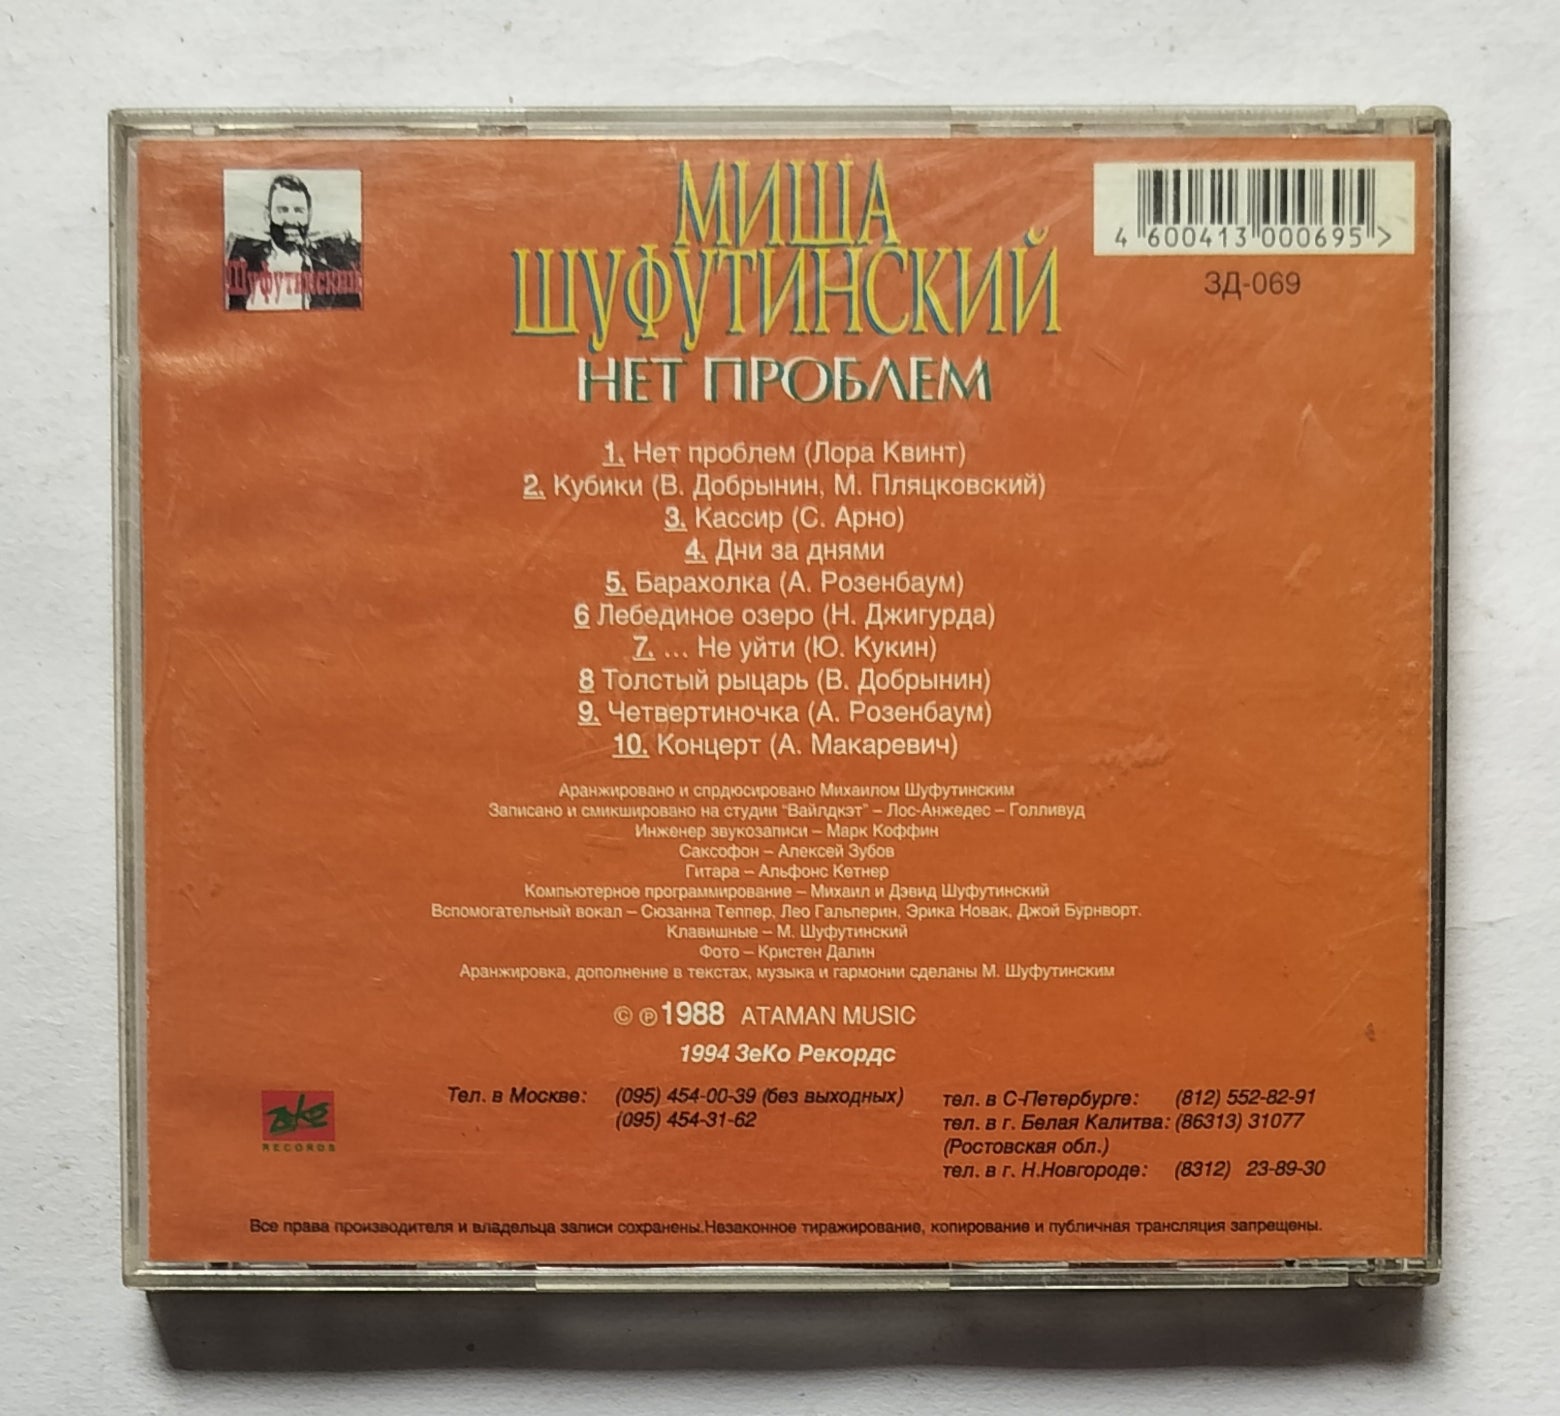 Шуфутинский
МИША
ШУФУТИНСКИЙ
НЕТ ПРОБЛЕМ
4 600413 000695 >
ЗД-069
1. Нет проблем (Лора Квинт)
2. Кубики (В. Добрынин, М. Пляцковский)
3. Кассир (С. Арно)
4. Дни за днями
5. Барахолка (А. Розенбаум)
6 Лебединое озеро (Н. Джигурда)
7. ... Не уйти (Ю. Кукин)
8 Толстый рыцарь (В. Добрынин)
9. Четвертиночка (А. Розенбаум)
10. Концерт (А. Макаревич)
Аранжировано и спрдюсировано Михаилом Шуфутинским
Записано и смикшировано на студии "Вайлдкэт" – Лос-Анжедес – Голливуд
Инженер звукозаписи – Марк Коффин
Саксофон – Алексей Зубов
Гитара – Альфонс Кетнер
Компьютерное программирование – Михаил и Дэвид Шуфутинский
Вспомогательный вокал – Сюзанна Теппер, Лео Гальперин, Эрика Новак, Джой Бурнворт.
Клавишные – М. Шуфутинский
Фото – Кристен Далин
Аранжировка, дополнение в текстах, музыка и гармонии сделаны М. Шуфутинским
© ℗ 1988 ATAMAN MUSIC
1994 ЗеКо Рекордс
Zeko
RECORDS
Тел. в Москве: (095) 454-00-39 (без выходных)
(095) 454-31-62
тел. в С-Петербурге: (812) 552-82-91
тел. в г. Белая Калитва: (86313) 31077
(Ростовская обл.)
тел. в г. Н.Новгороде: (8312) 23-89-30
Все права производителя и владельца записи сохранены.Незаконное тиражирование, копирование и публичная трансляция запрещены.